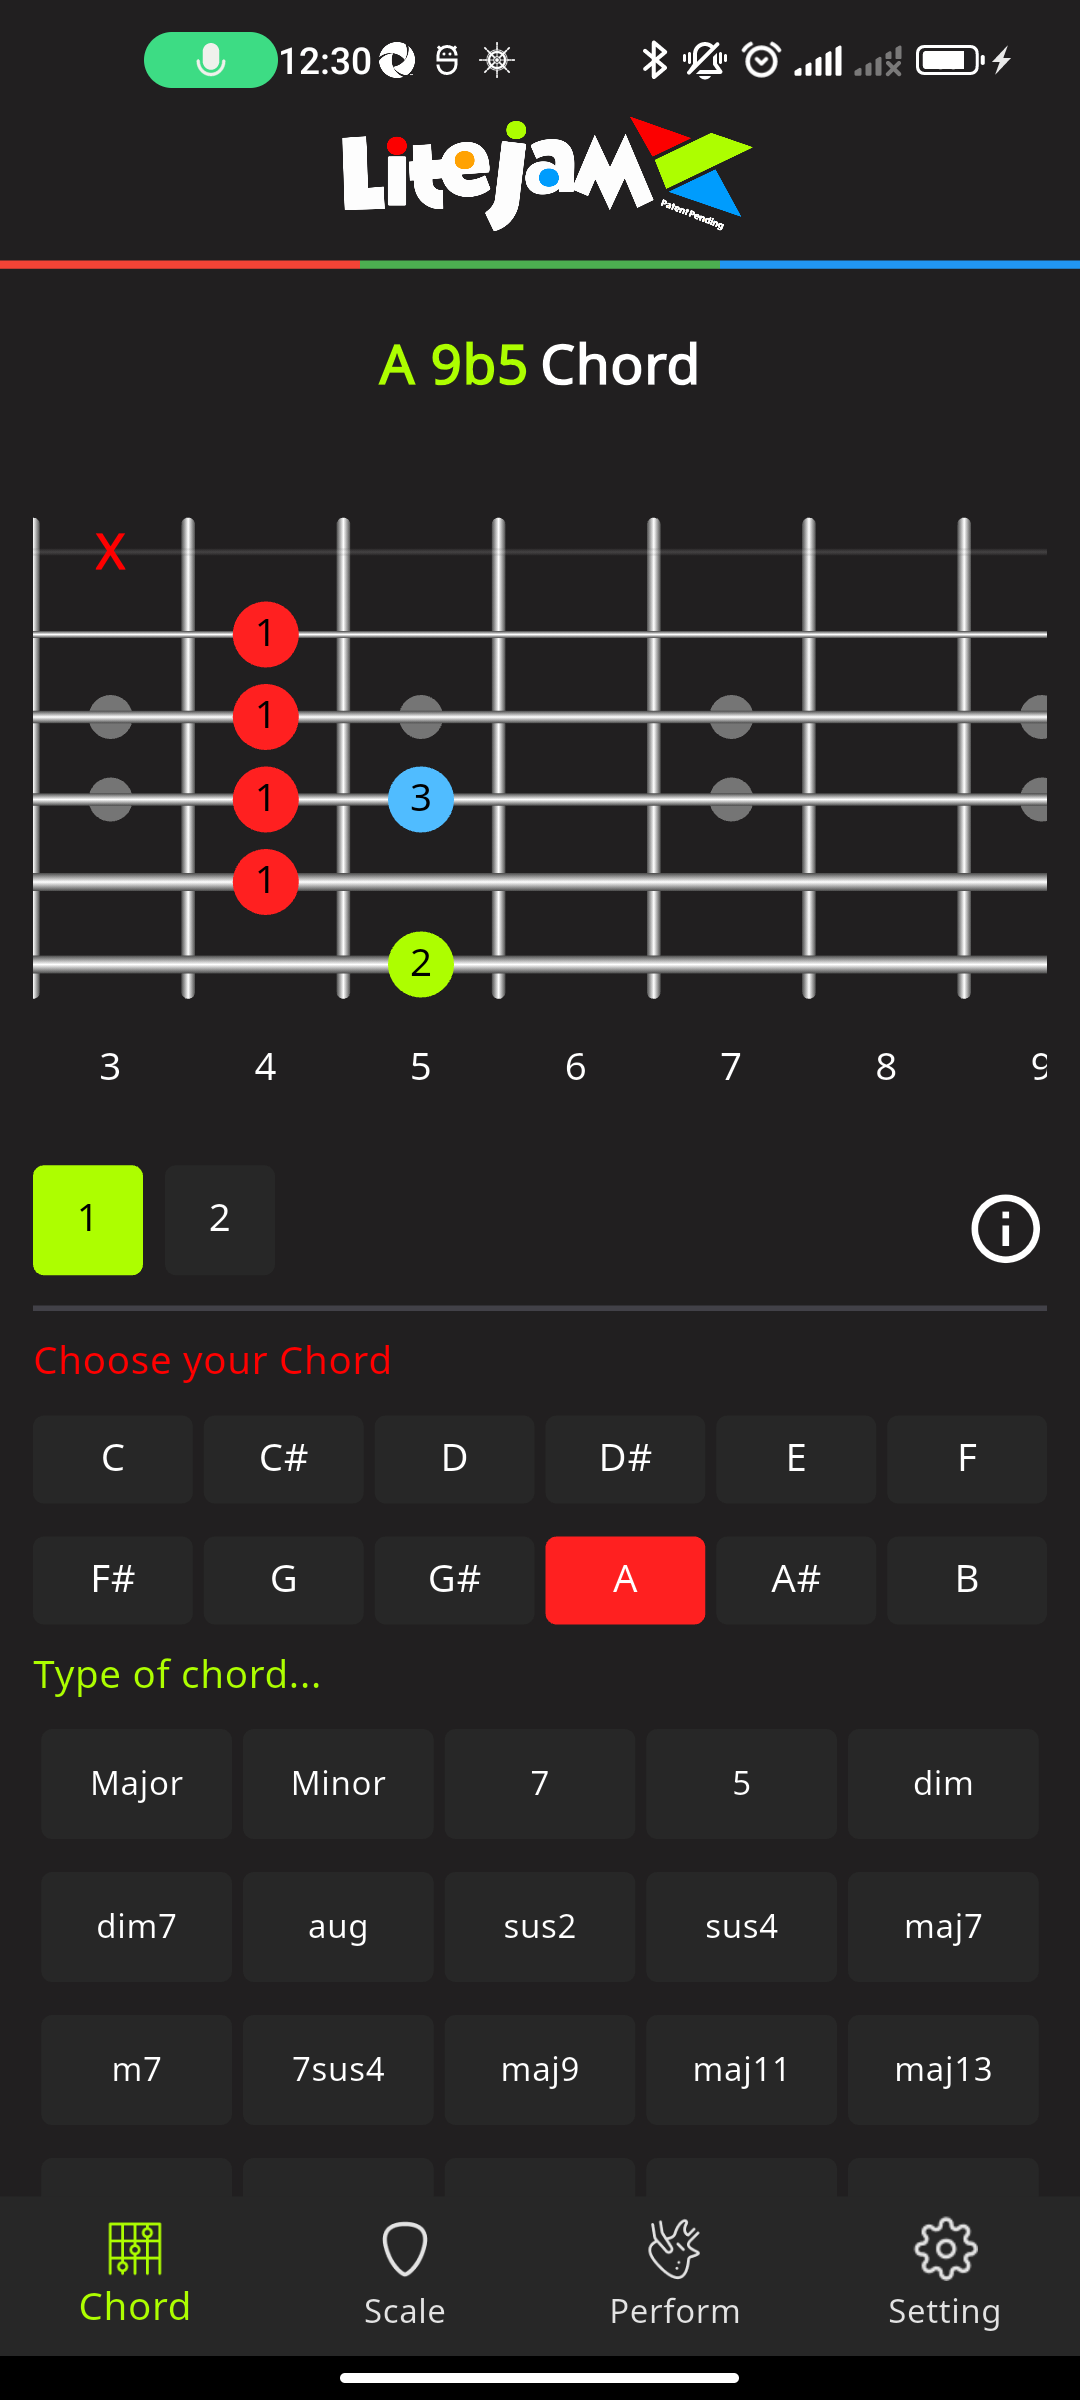 12:30
Litejam
Patent Pending
A 9b5 Chord
X
1
1
1 3
1
2
3 4 5 6 7 8 9
1 2
Choose your Chord
C C# D D# E F
F# G G# A A# B
Type of chord...
Major Minor 7 5 dim
dim7 aug sus2 sus4 maj7
m7 7sus4 maj9 maj11 maj13
Chord Scale Perform Setting